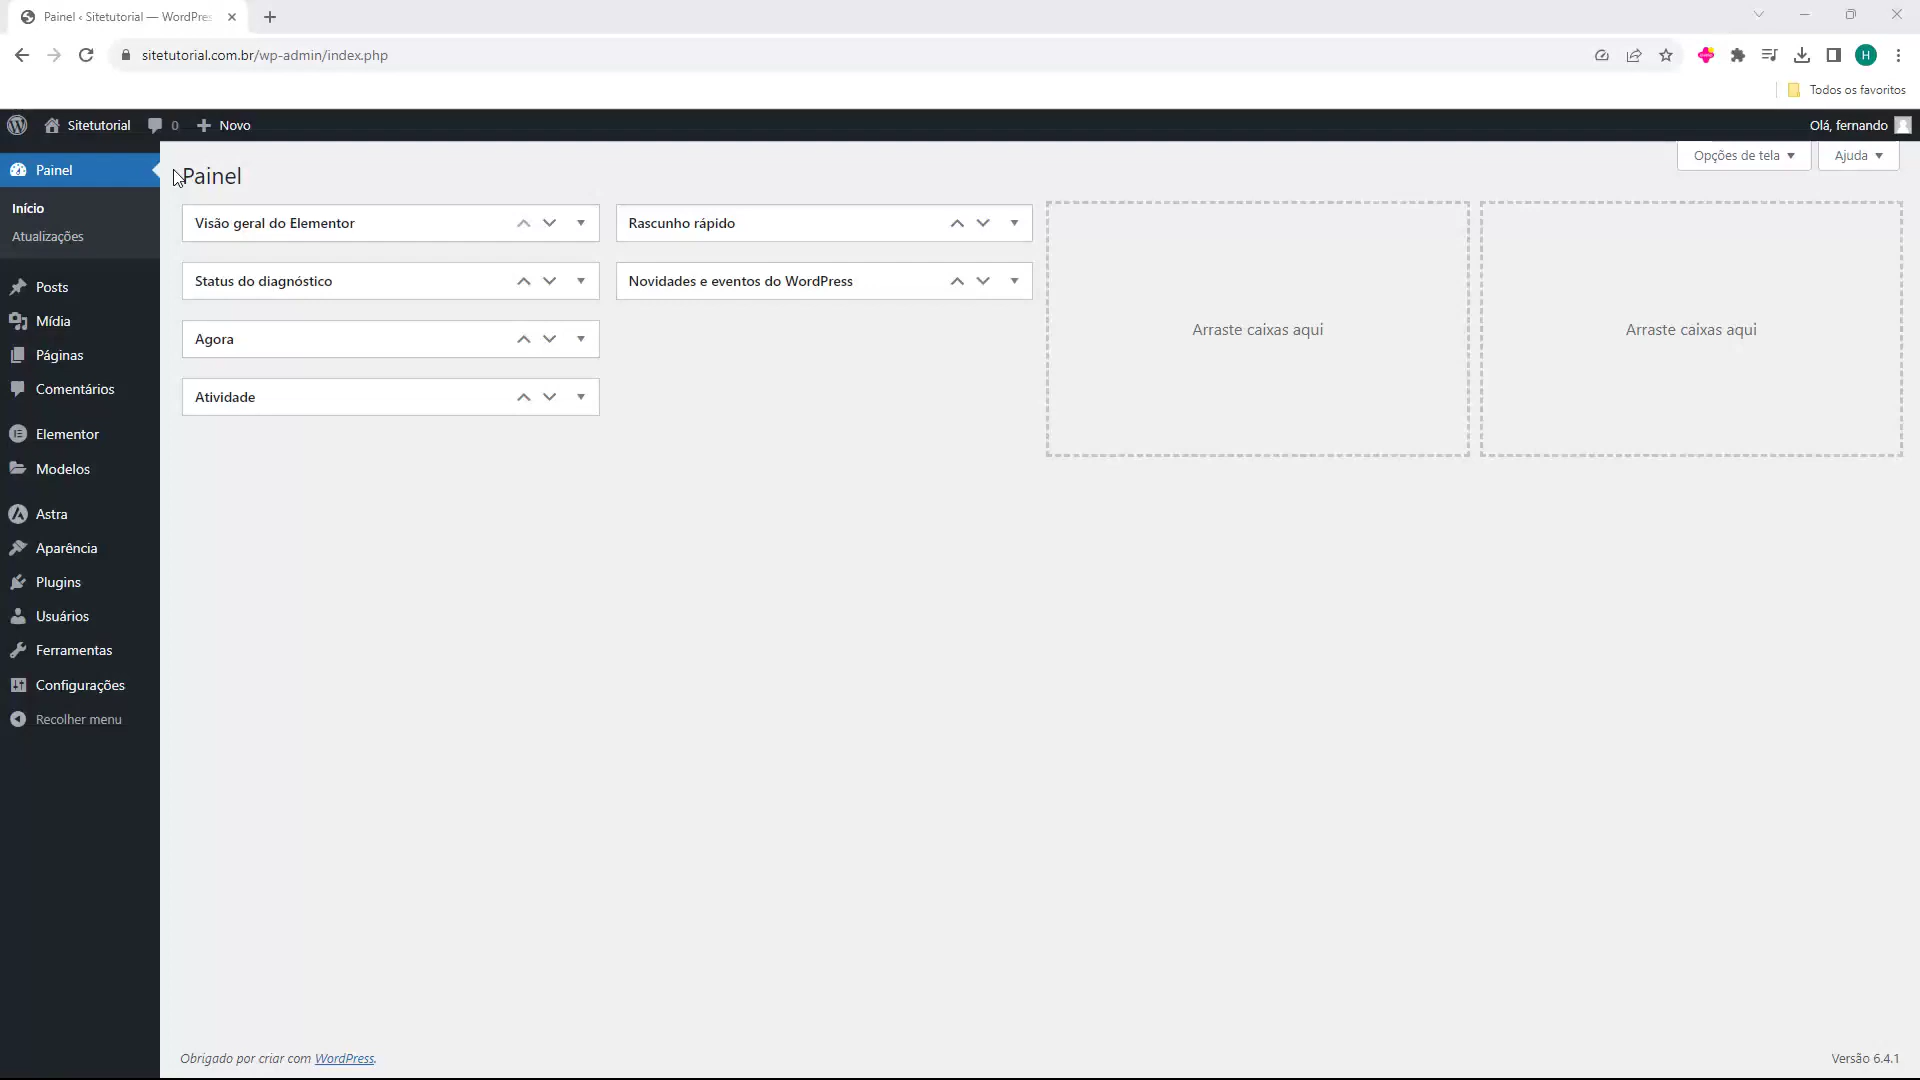 Painel ‹ Sitetutorial — WordPres
sitetutorial.com.br/wp-admin/index.php
H
Todos os favoritos
Sitetutorial
0
Novo
Olá, fernando
Painel
Início
Atualizações
Posts
Mídia
Páginas
Comentários
Elementor
Modelos
Astra
Aparência
Plugins
Usuários
Ferramentas
Configurações
Recolher menu
Opções de tela
Ajuda
Painel
Visão geral do Elementor
Status do diagnóstico
Agora
Atividade
Rascunho rápido
Novidades e eventos do WordPress
Arraste caixas aqui
Arraste caixas aqui
Obrigado por criar com WordPress.
Versão 6.4.1